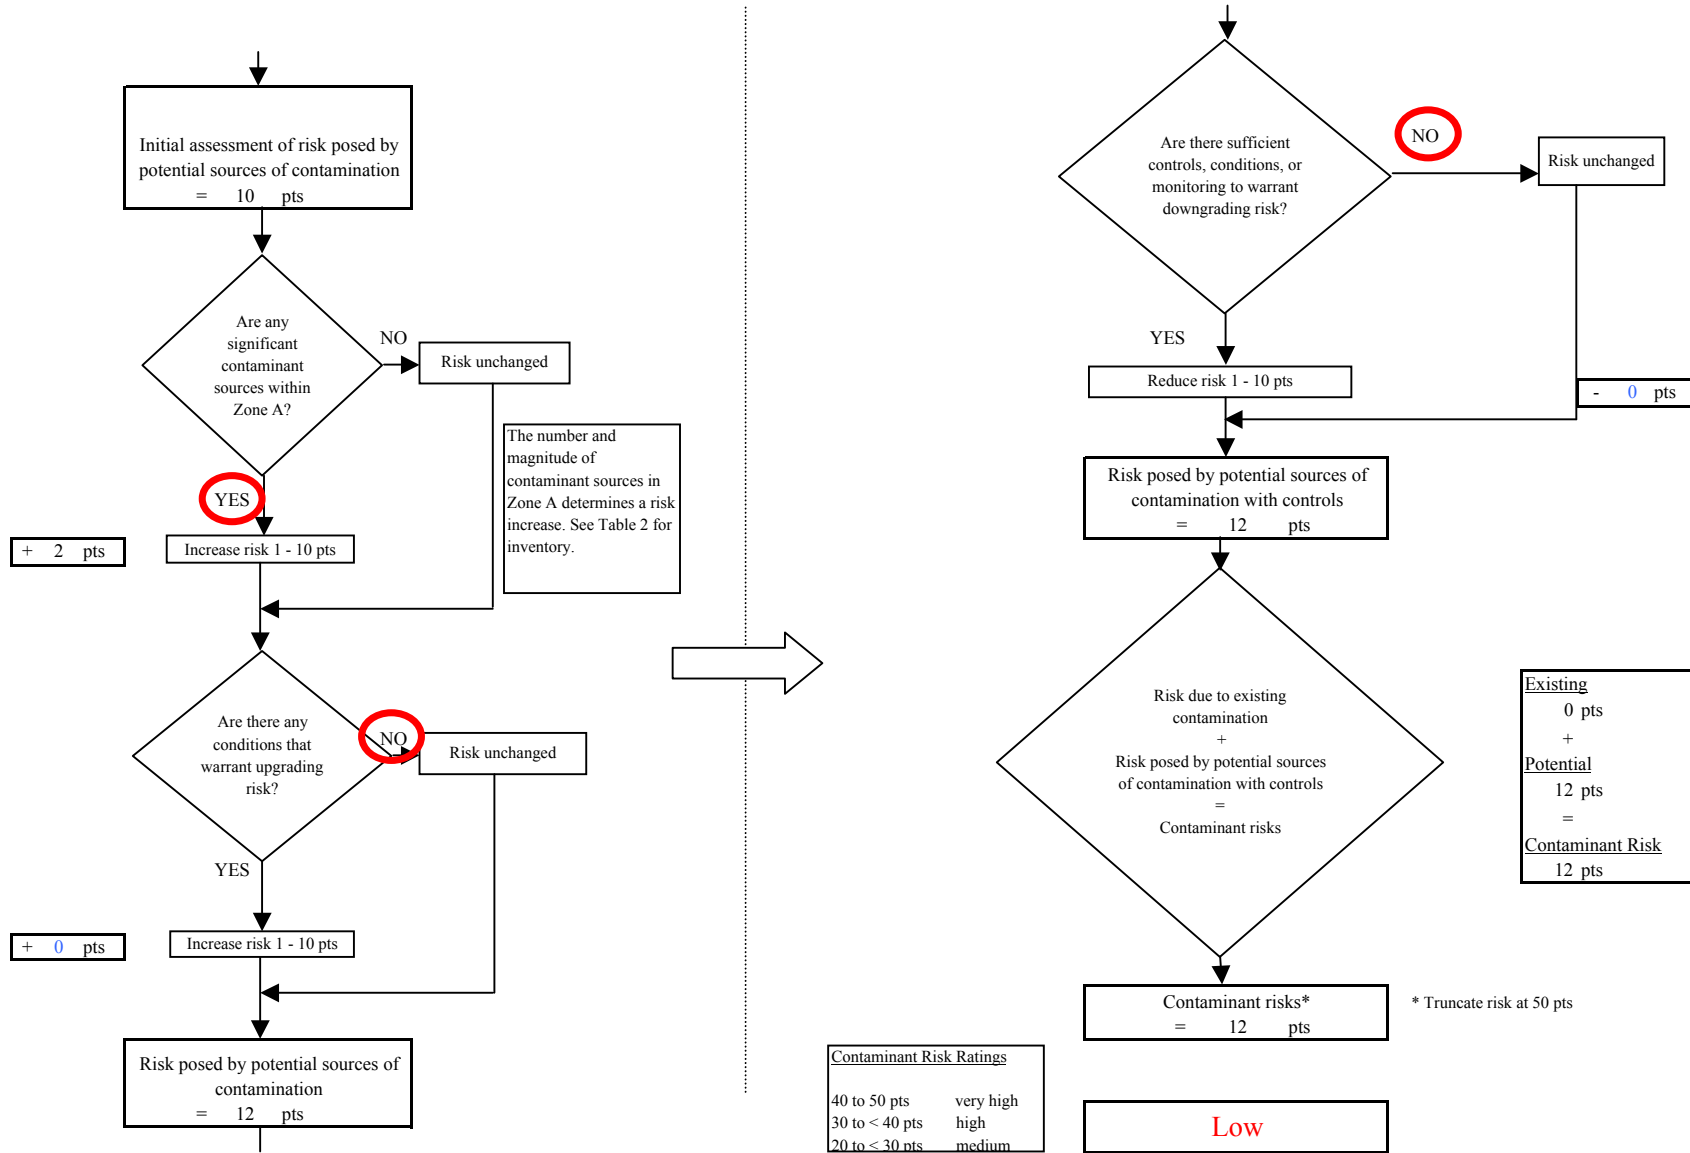 Initial assessment of risk posed by
potential sources of contamination
= 10 pts
Are any
significant
contaminant
sources within
Zone A?
NO
Risk unchanged
The number and
magnitude of
contaminant sources in
Zone A determines a risk
increase. See Table 2 for
inventory.
YES
+ 2 pts
Increase risk 1 - 10 pts
Are there any
conditions that
warrant upgrading
risk?
NO
Risk unchanged
YES
+ 0 pts
Increase risk 1 - 10 pts
Risk posed by potential sources of
contamination
= 12 pts
Are there sufficient
controls, conditions, or
monitoring to warrant
downgrading risk?
NO
Risk unchanged
YES
Reduce risk 1 - 10 pts
- 0 pts
Risk posed by potential sources of
contamination with controls
= 12 pts
Risk due to existing
contamination
+
Risk posed by potential sources
of contamination with controls
=
Contaminant risks
Existing
0 pts
+
Potential
12 pts
=
Contaminant Risk
12 pts
Contaminant risks*
= 12 pts
* Truncate risk at 50 pts
Contaminant Risk Ratings
40 to 50 pts very high
30 to < 40 pts high
20 to < 30 pts medium
Low